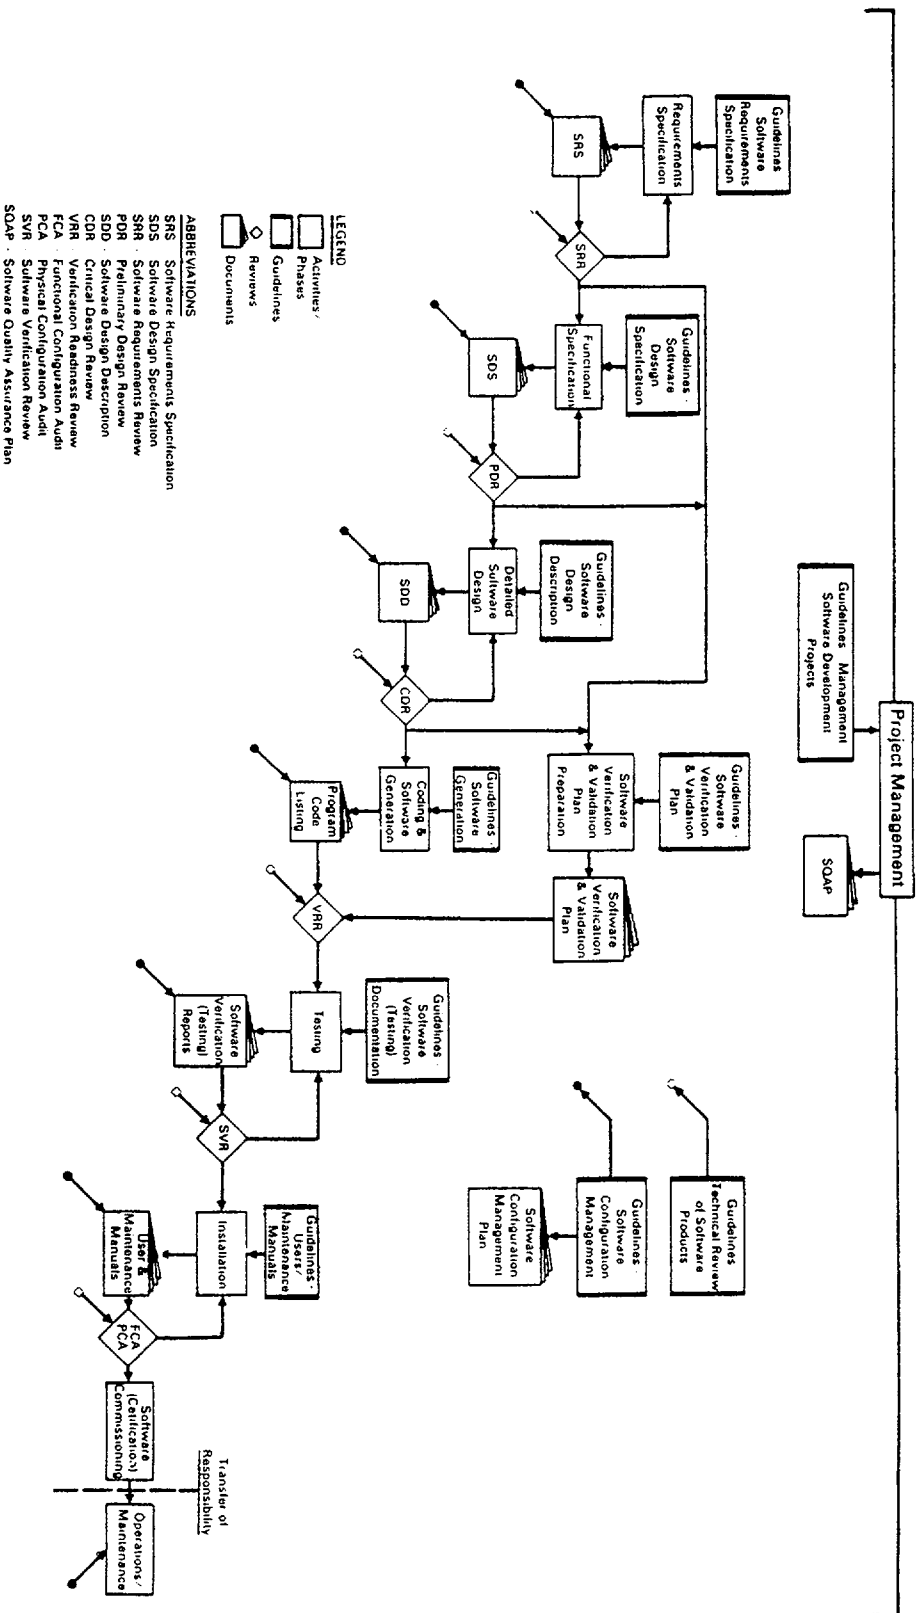 Project Management
Guidelines Management
Software Development
Projects
SQAP
Guidelines
Software
Requirements
Specification
Requirements
Specification
SRS
SRR
Guidelines ·
Software
Design
Specification
Functional
Specification
SDS
PDR
Guidelines ·
Software
Design
Description
Detailed
Software
Design
SDD
CDR
Guidelines ·
Software
Verification
& Validation
Plan
Software
Verification
& Validation
Plan
Preparation
Software
Verification
& Validation
Plan
Guidelines ·
Software
Generation
Coding &
Software
Generation
Program
Code
Listing
VRR
Guidelines ·
Software
Verification
(Testing)
Documentation
Testing
Software
Verification
(Testing)
Reports
SVR
Guidelines
Technical Review
of Software
Products
Guidelines ·
Software
Configuration
Management
Software
Configuration
Management
Plan
Guidelines ·
Users/
Maintenance
Manuals
Installation
User &
Maintenance
Manuals
FCA
PCA
Software
(Cetification)
Commissioning
Transfer of
Responsibility
Operations/
Maintenance
LEGEND
Activities/
Phases
Guidelines
Reviews
Documents
ABBREVIATIONS
SRS Software Requirements Specification
SDS Software Design Specification
SRR · Software Requirements Review
PDR Preliminary Design Review
SDD · Software Design Description
CDR Critical Design Review
VRR · Verification Readiness Review
FCA · Functional Configuration Audit
PCA Physical Configuration Audit
SVR · Software Verification Review
SQAP · Software Quality Assurance Plan